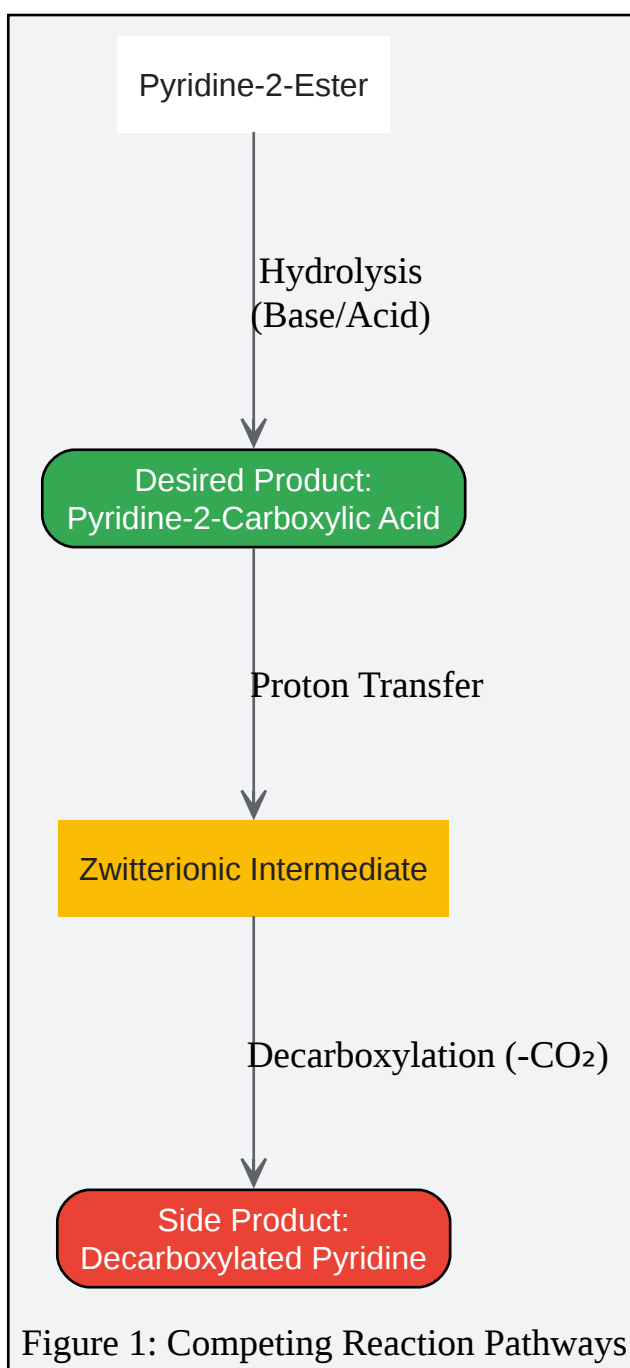 Pyridine-2-Ester
Hydrolysis
(Base/Acid)
Desired Product:
Pyridine-2-Carboxylic Acid
Proton Transfer
Zwitterionic Intermediate
Decarboxylation (-CO₂)
Side Product:
Decarboxylated Pyridine
Figure 1: Competing Reaction Pathways